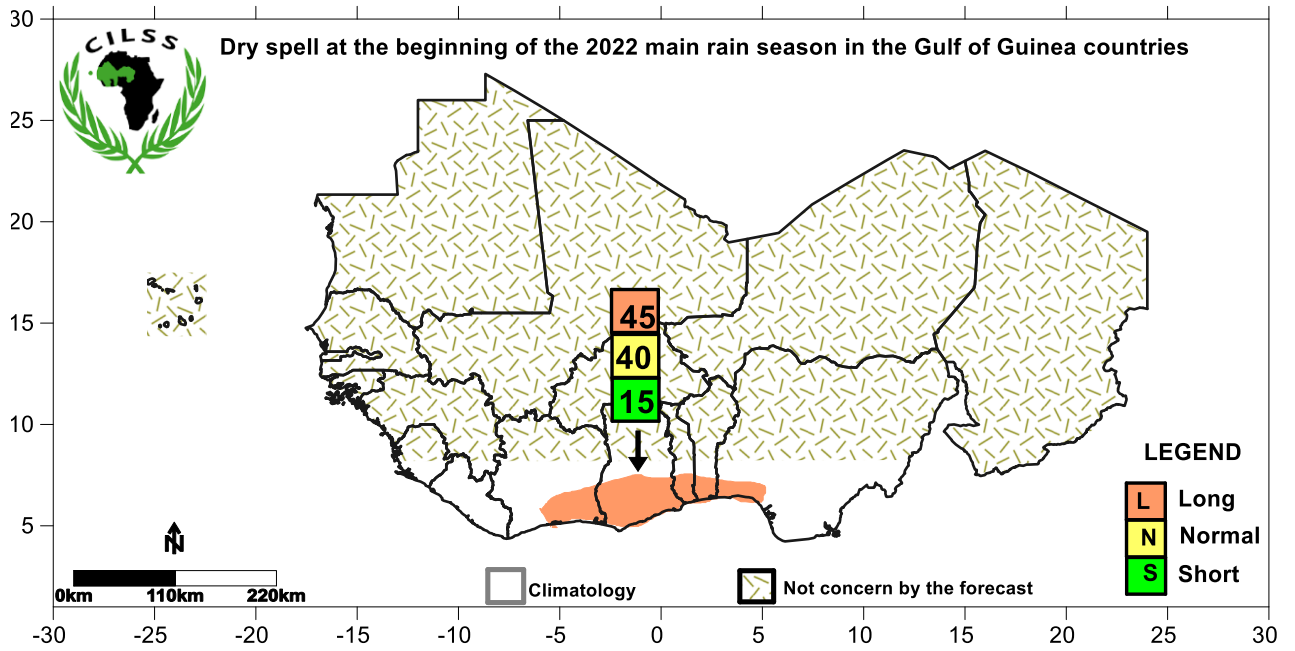 CILSS
Dry spell at the beginning of the 2022 main rain season in the Gulf of Guinea countries
30
25
20
15
10
5
45
40
15
LEGEND
L Long
N Normal
S Short
N
0km 110km 220km
Climatology
Not concern by the forecast
-30 -25 -20 -15 -10 -5 0 5 10 15 20 25 30